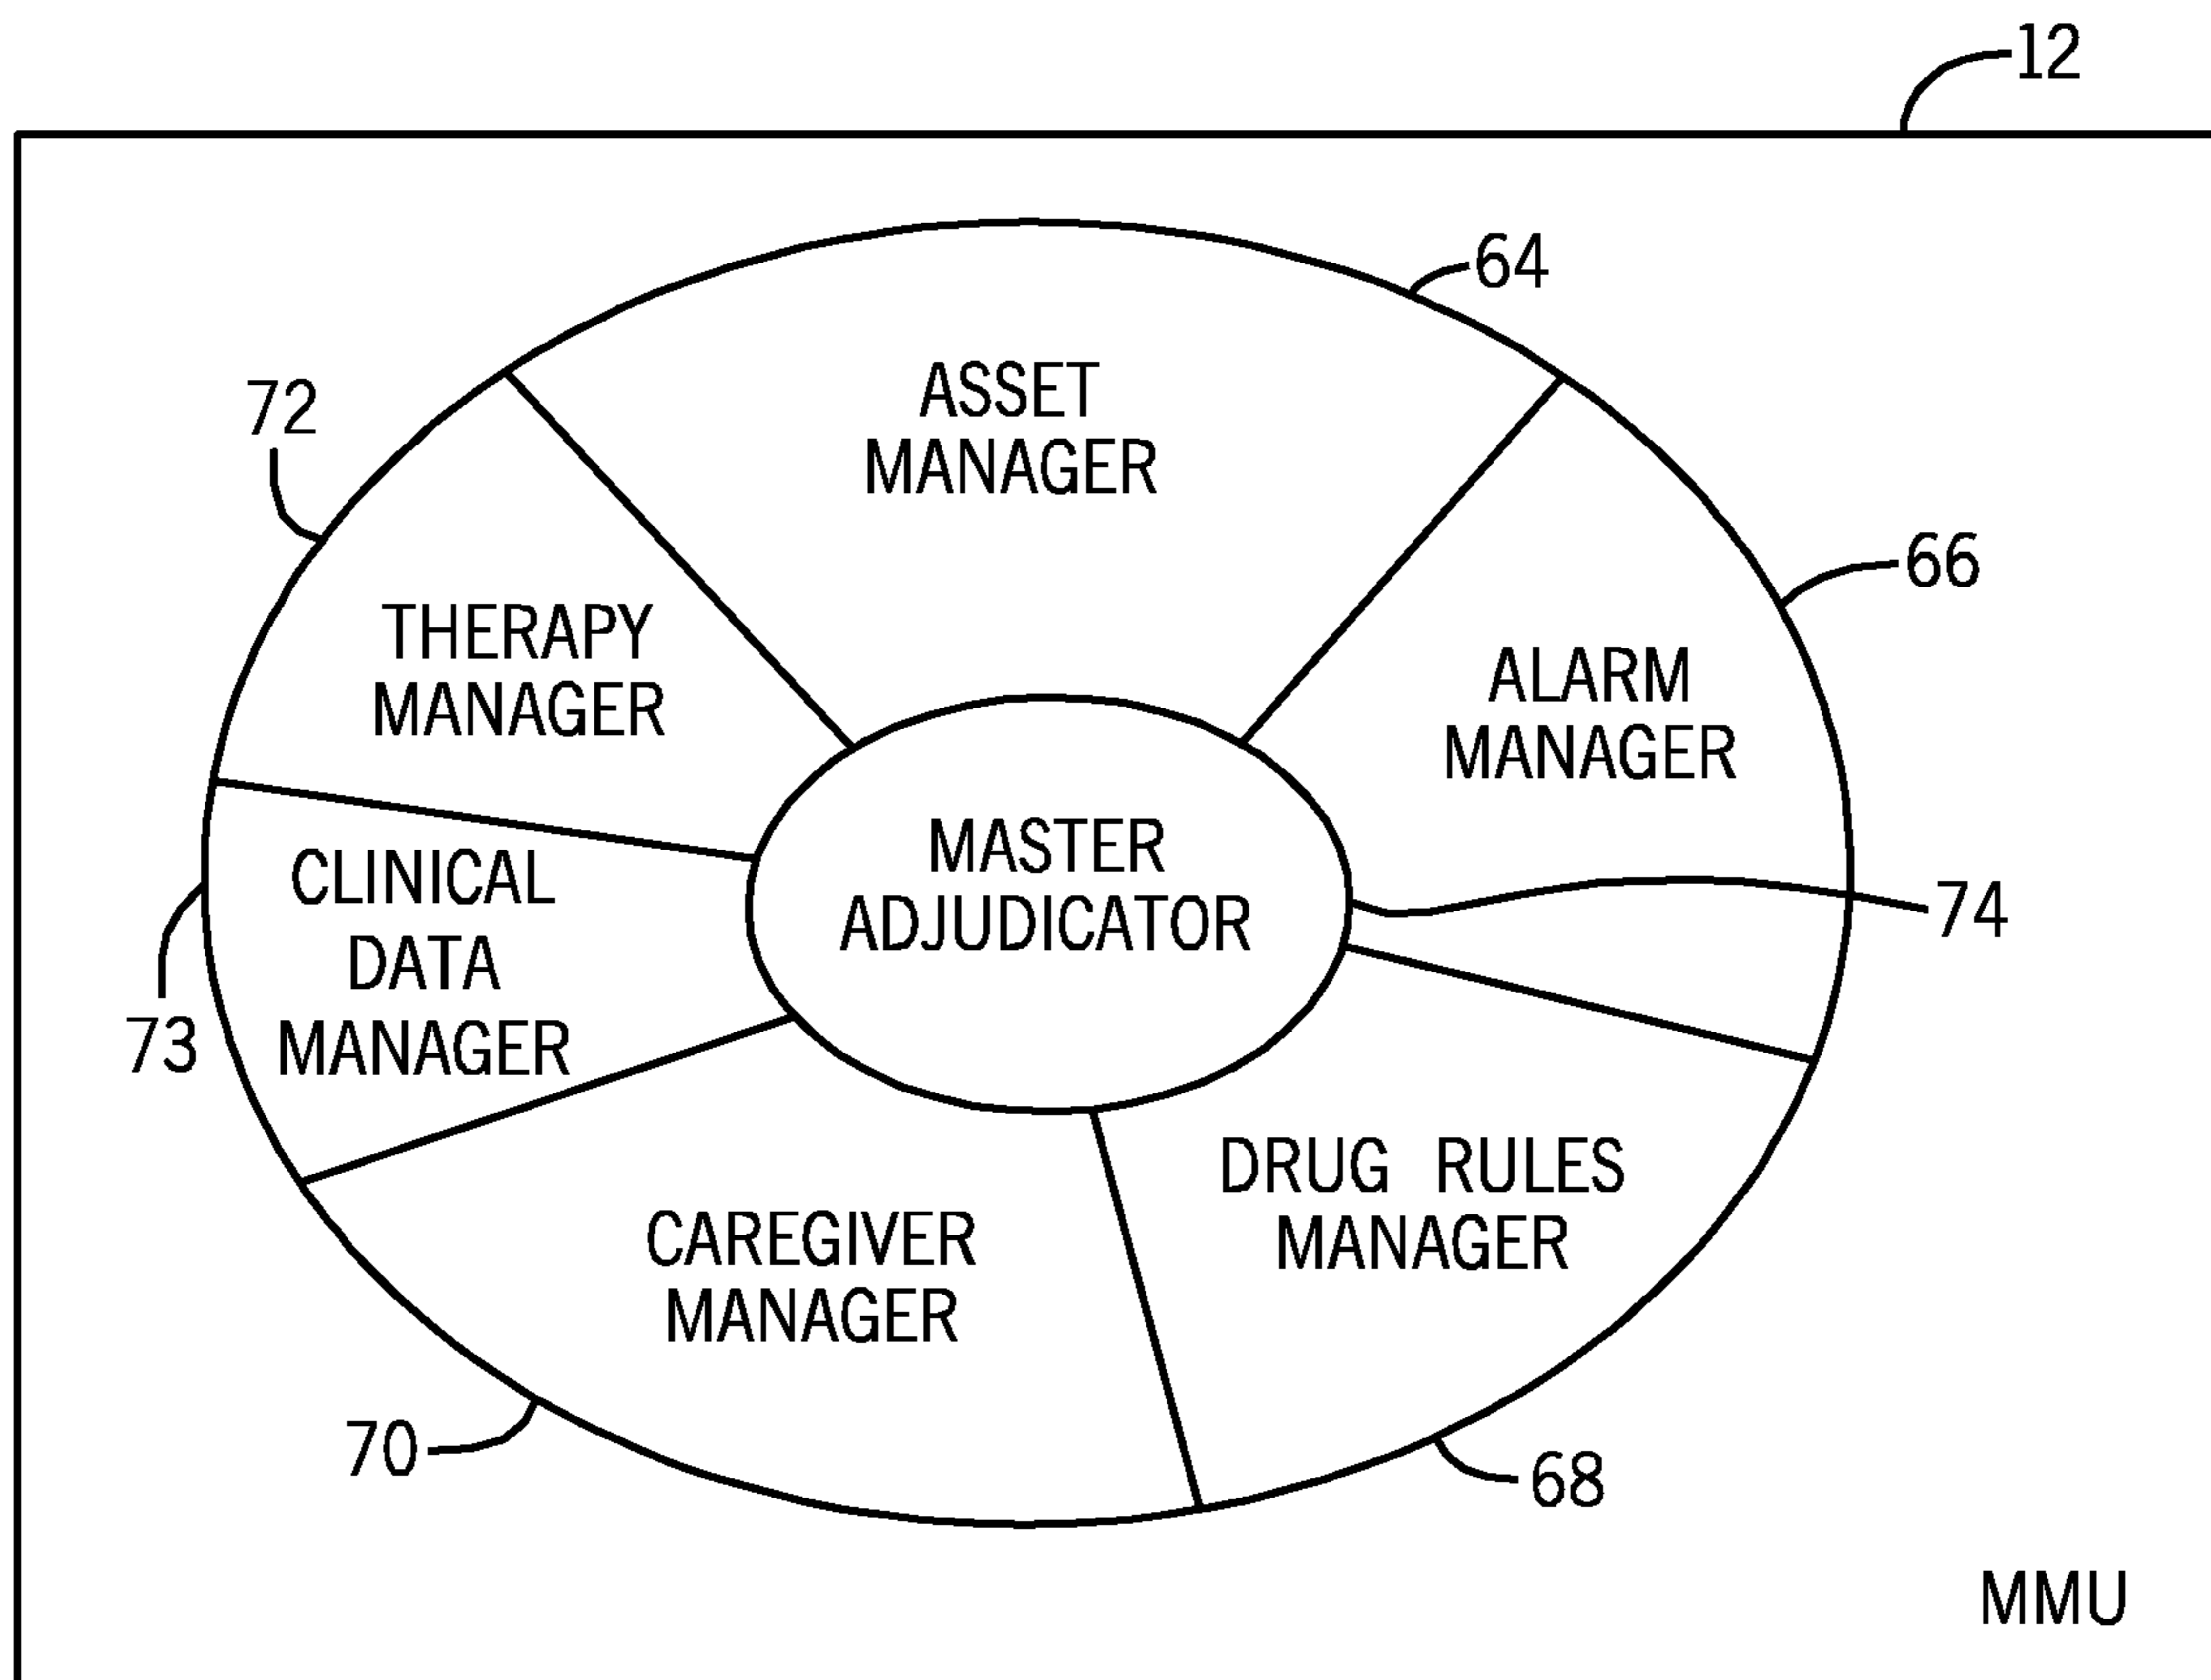 12
64
ASSET
MANAGER
72
66
THERAPY
MANAGER
ALARM
MANAGER
MASTER
ADJUDICATOR
74
CLINICAL
DATA
MANAGER
73
DRUG RULES
MANAGER
CAREGIVER
MANAGER
70
68
MMU